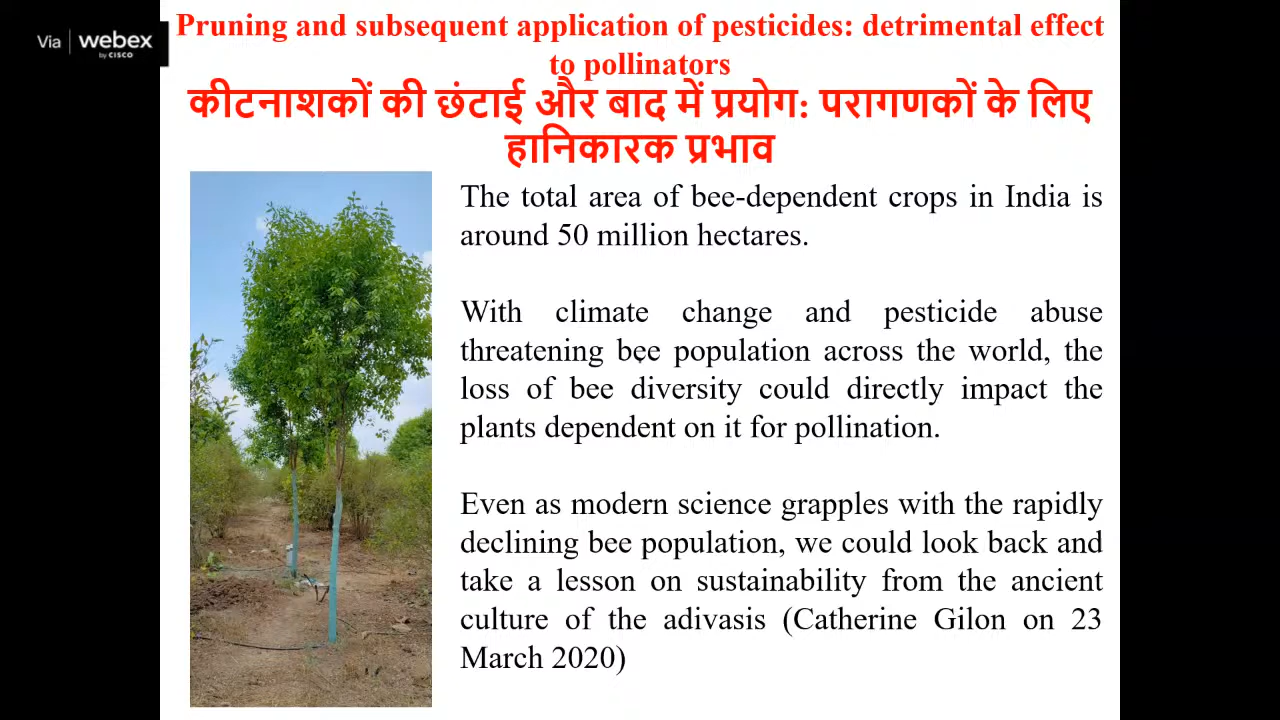 Via webex
by CISCO
Pruning and subsequent application of pesticides: detrimental effect
to pollinators
कीटनाशकों की छंटाई और बाद में प्रयोग: परागणकों के लिए
हानिकारक प्रभाव
The total area of bee-dependent crops in India is
around 50 million hectares.
With climate change and pesticide abuse
threatening bee population across the world, the
loss of bee diversity could directly impact the
plants dependent on it for pollination.
Even as modern science grapples with the rapidly
declining bee population, we could look back and
take a lesson on sustainability from the ancient
culture of the adivasis (Catherine Gilon on 23
March 2020)